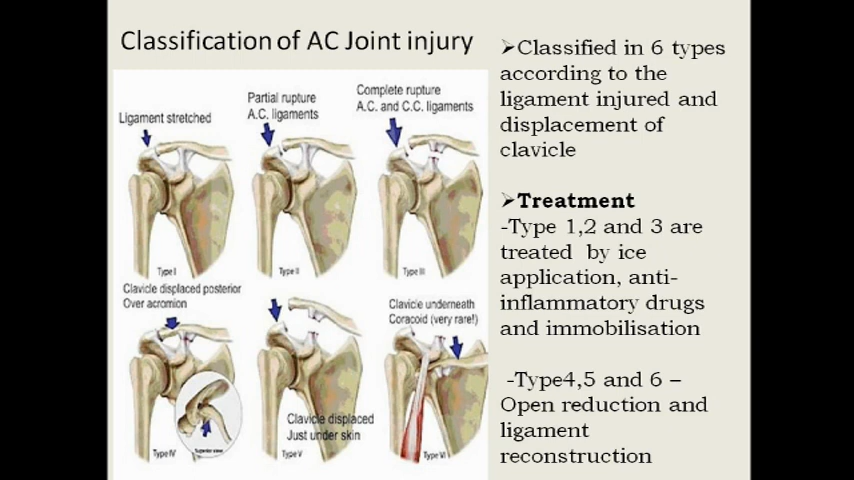 Classification of AC Joint injury
Ligament stretched
Partial rupture
A.C. ligaments
Complete rupture
A.C. and C.C. ligaments
Type I
Type II
Type III
Clavicle displaced posterior
Over acromion
Clavicle underneath
Coracoid (very rare!)
Clavicle displaced
Just under skin
Superior view
Type IV
Type V
Type VI
➢Classified in 6 types
according to the
ligament injured and
displacement of
clavicle
➢Treatment
-Type 1,2 and 3 are
treated by ice
application, anti-
inflammatory drugs
and immobilisation
-Type4,5 and 6 –
Open reduction and
ligament
reconstruction